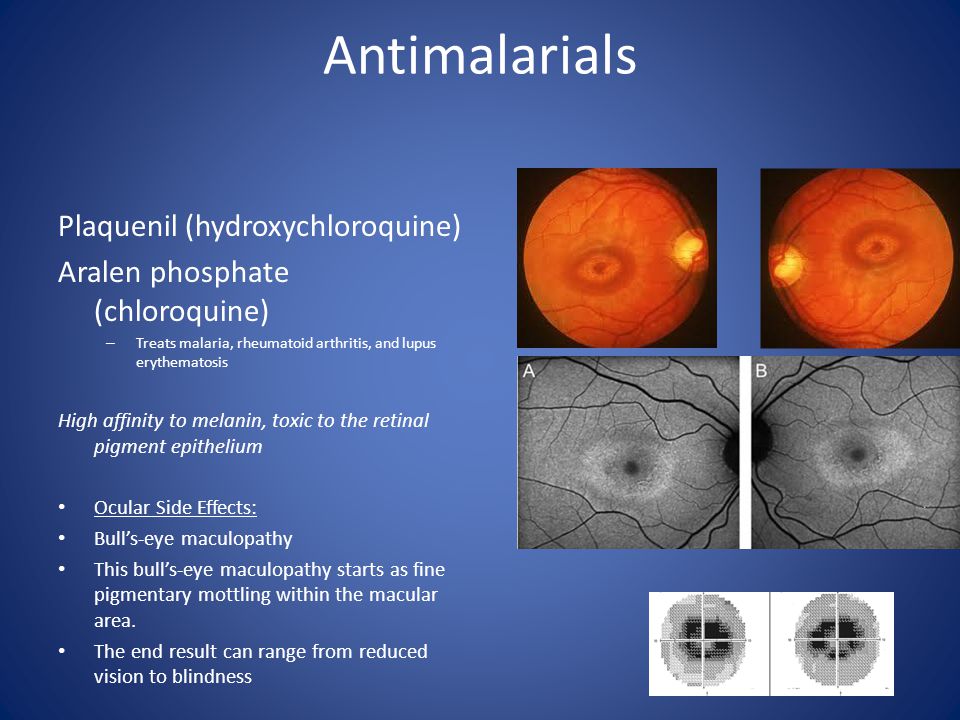 Antimalarials
Plaquenil (hydroxychloroquine)
Aralen phosphate
(chloroquine)
– Treats malaria, rheumatoid arthritis, and lupus
erythematosis
High affinity to melanin, toxic to the retinal
pigment epithelium
• Ocular Side Effects:
• Bull’s-eye maculopathy
• This bull’s-eye maculopathy starts as fine
pigmentary mottling within the macular
area.
• The end result can range from reduced
vision to blindness
A
B